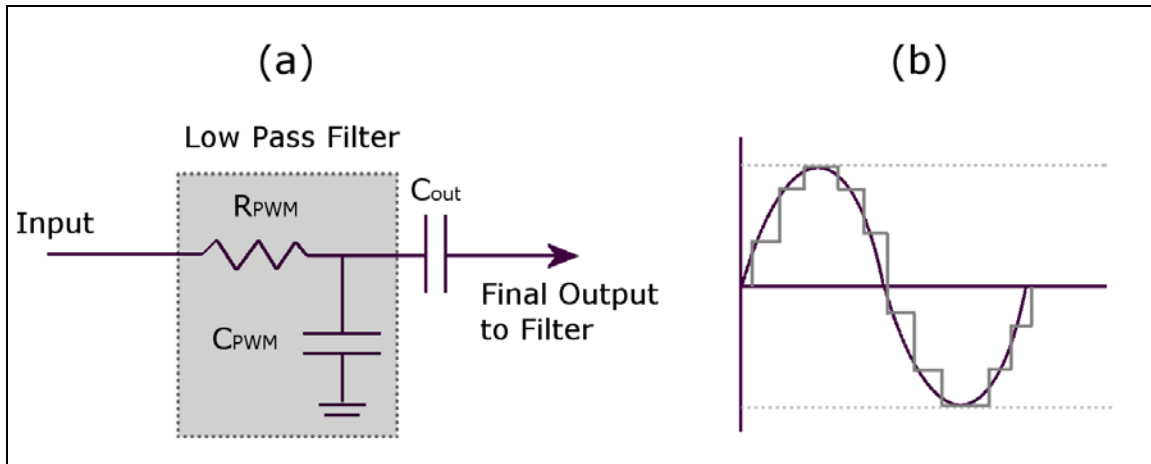 (a)
(b)
Low Pass Filter
RPWM
Cout
Input
Final Output
to Filter
CPWM